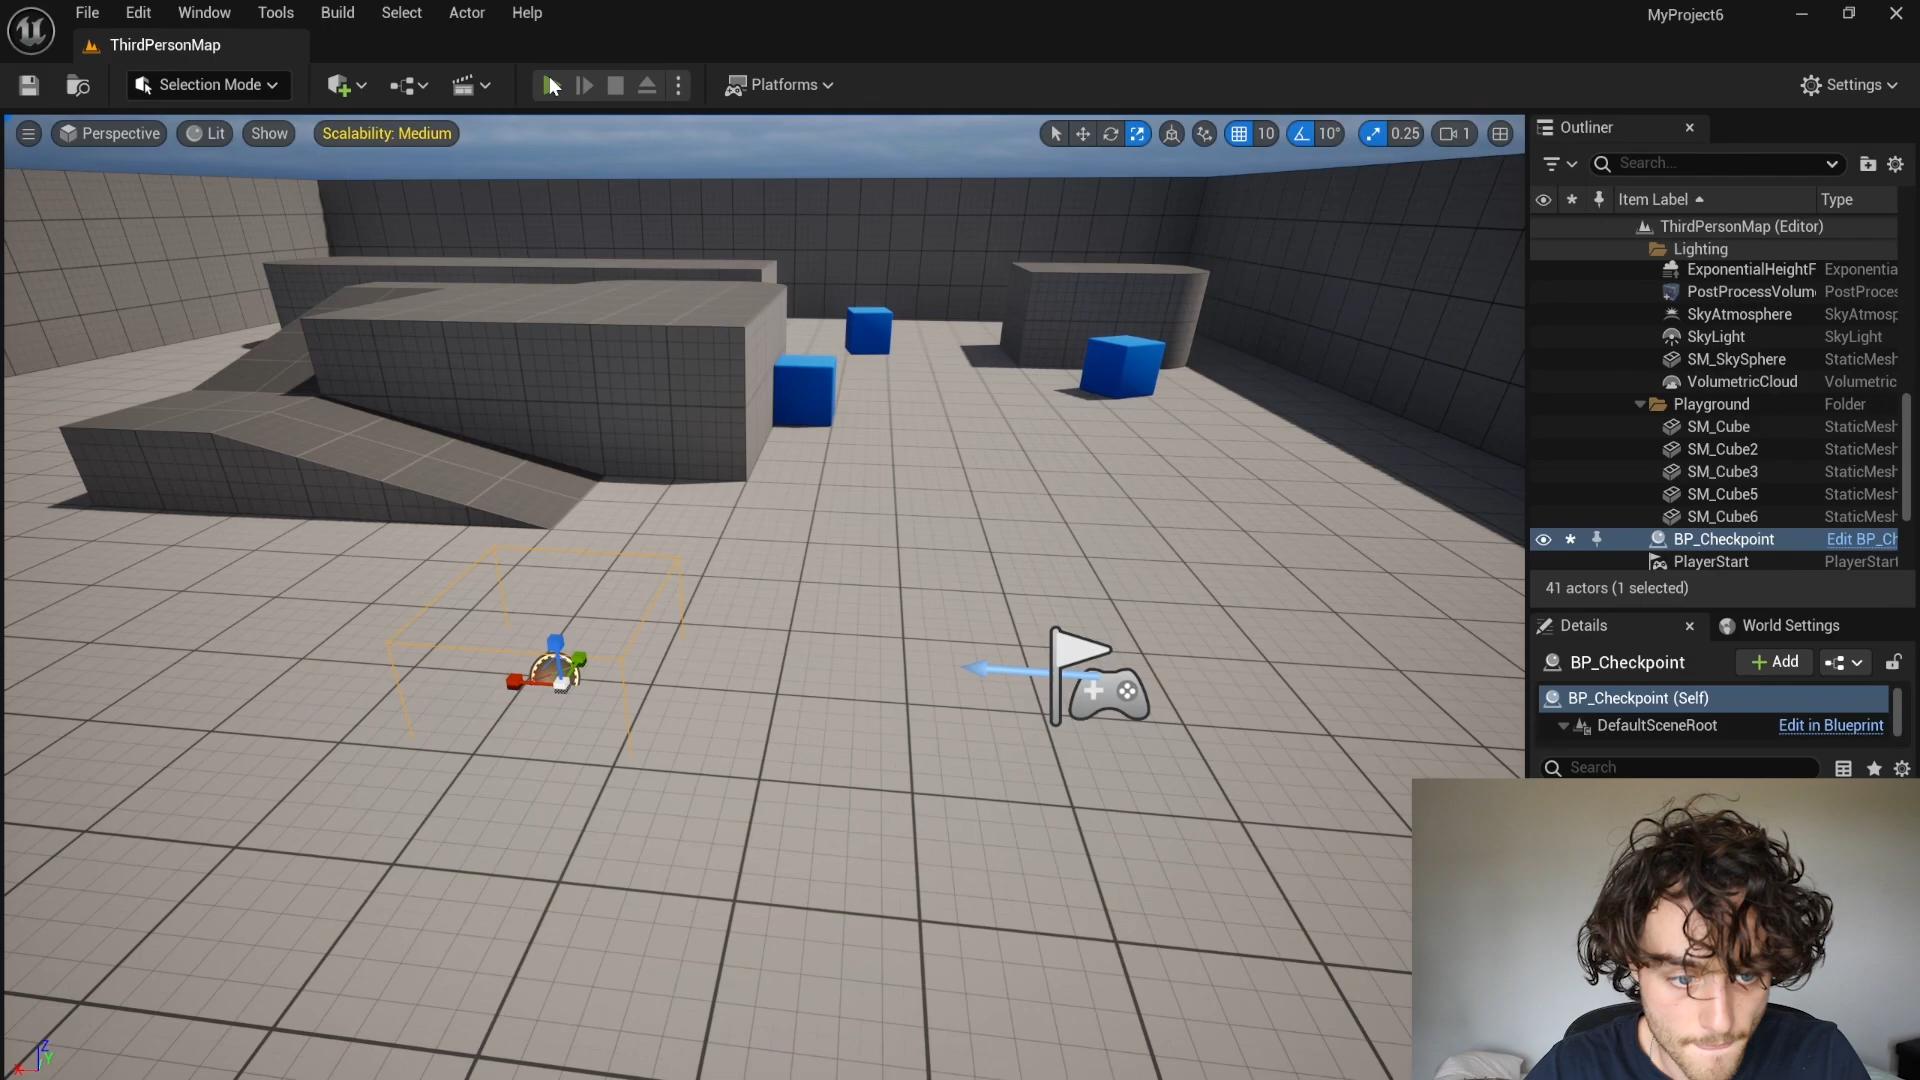 File Edit Window Tools Build Select Actor Help
MyProject6
ThirdPersonMap
Selection Mode
Platforms
Settings
Perspective
Lit
Show
Scalability: Medium
10
10°
0.25
1
Outliner
Search...
Item Label
Type
ThirdPersonMap (Editor)
Lighting
ExponentialHeightF Exponentia
PostProcessVolum PostProces
SkyAtmosphere SkyAtmosp
SkyLight SkyLight
SM_SkySphere StaticMesh
VolumetricCloud Volumetric
Playground Folder
SM_Cube StaticMesh
SM_Cube2 StaticMesh
SM_Cube3 StaticMesh
SM_Cube5 StaticMesh
SM_Cube6 StaticMesh
BP_Checkpoint Edit BP_Ch
PlayerStart PlayerStart
41 actors (1 selected)
Details
World Settings
BP_Checkpoint
Add
BP_Checkpoint (Self)
DefaultSceneRoot Edit in Blueprint
Search
Z
Y
X